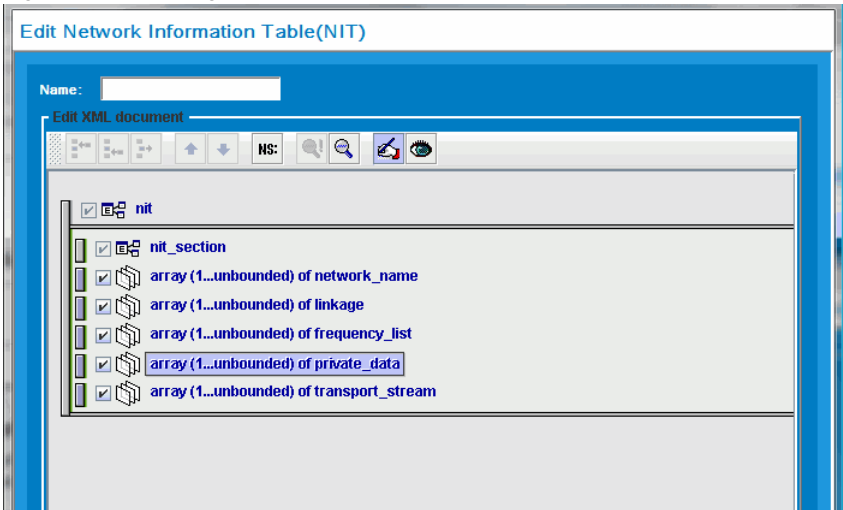 Edit Network Information Table(NIT)
Name:
Edit XML document
NS:
E nit
E nit_section
array (1...unbounded) of network_name
array (1...unbounded) of linkage
array (1...unbounded) of frequency_list
array (1...unbounded) of private_data
array (1...unbounded) of transport_stream